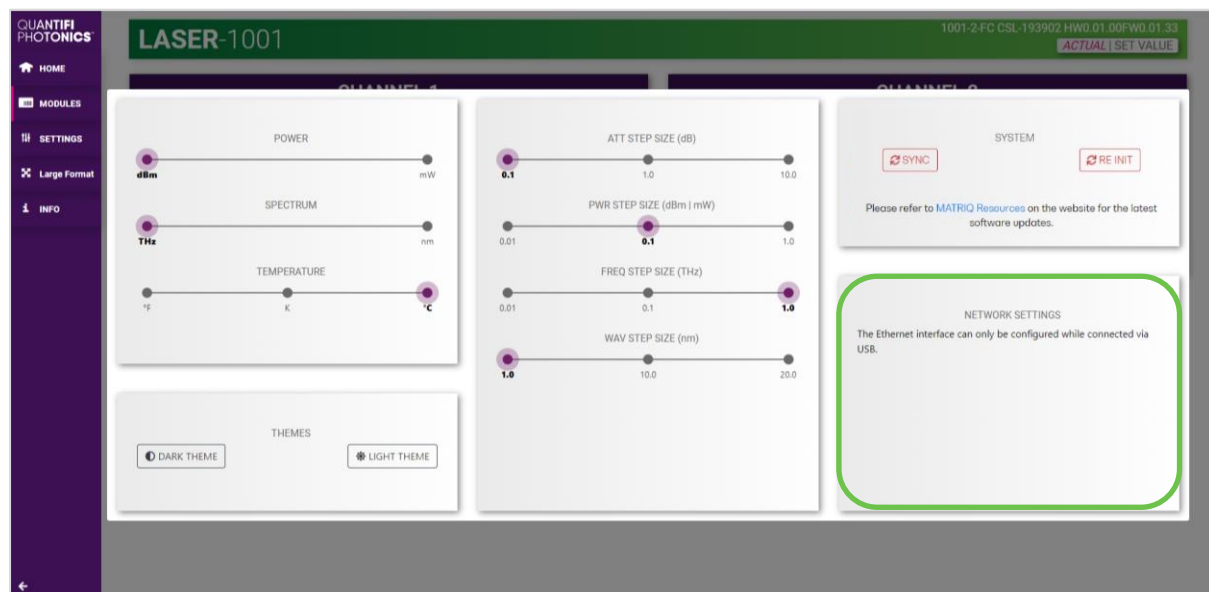 QUANTIFI
PHOTONICS
HOME
MODULES
SETTINGS
Large Format
INFO
LASER-1001
1001-2-FC CSL-193902 HW0.01.00FW0.01.33
ACTUAL | SET VALUE
POWER
dBm
mW
SPECTRUM
THz
nm
TEMPERATURE
°F
K
°C
THEMES
DARK THEME
LIGHT THEME
ATT STEP SIZE (dB)
0.1
1.0
10.0
PWR STEP SIZE (dBm | mW)
0.01
0.1
1.0
FREQ STEP SIZE (THz)
0.01
0.1
1.0
WAV STEP SIZE (nm)
1.0
10.0
20.0
SYSTEM
SYNC
RE INIT
Please refer to MATRIQ Resources on the website for the latest
software updates.
NETWORK SETTINGS
The Ethernet interface can only be configured while connected via
USB.